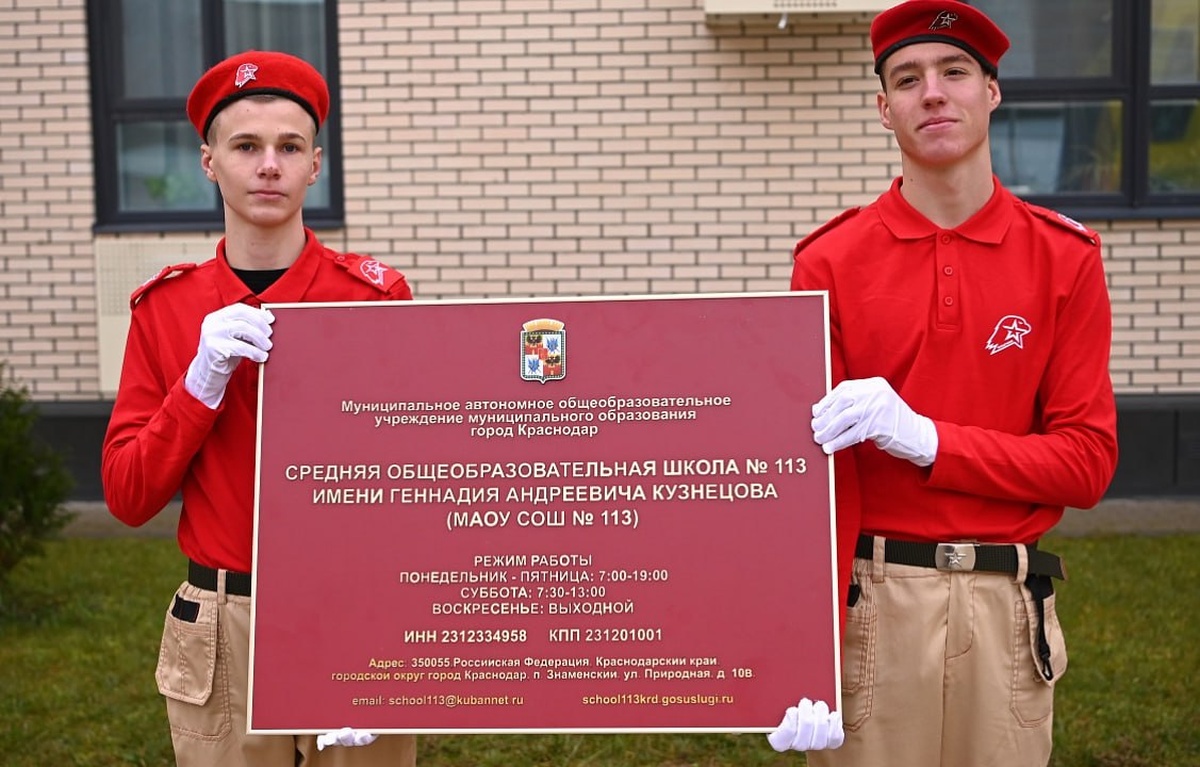 Муниципальное автономное общеобразовательное
учреждение муниципального образования
город Краснодар
СРЕДНЯЯ ОБЩЕОБРАЗОВАТЕЛЬНАЯ ШКОЛА № 113
ИМЕНИ ГЕННАДИЯ АНДРЕЕВИЧА КУЗНЕЦОВА
(МАОУ СОШ № 113)
РЕЖИМ РАБОТЫ
ПОНЕДЕЛЬНИК - ПЯТНИЦА: 7:00-19:00
СУББОТА: 7:30-13:00
ВОСКРЕСЕНЬЕ: ВЫХОДНОЙ
ИНН 2312334958 КПП 231201001
Адрес: 350055 Российская Федерация. Краснодарский край.
городской округ город Краснодар. п. Знаменский. ул. Природная. д. 10В.
email: school113@kubannet.ru school113krd.gosuslugi.ru